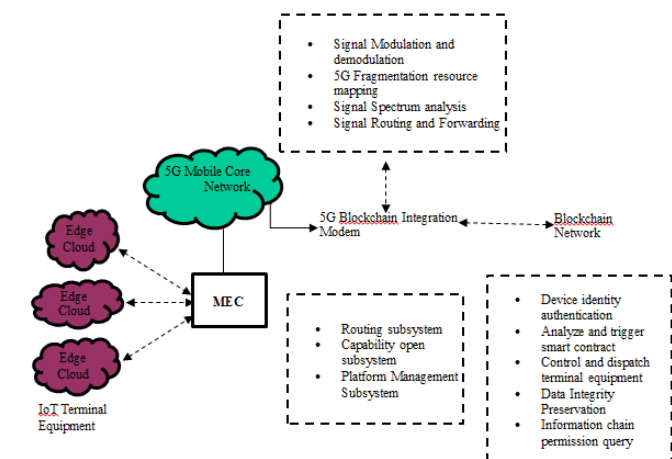 Signal Modulation and
demodulation
5G Fragmentation resource
mapping
Signal Spectrum analysis
Signal Routing and Forwarding
5G Mobile Core
Network
5G Blockchain Integration
Modem
Blockchain
Network
Edge
Cloud
Edge
Cloud
Edge
Cloud
MEC
IoT Terminal
Equipment
Routing subsystem
Capability open
subsystem
Platform Management
Subsystem
Device identity
authentication
Analyze and trigger
smart contract
Control and dispatch
terminal equipment
Data Integrity
Preservation
Information chain
permission query